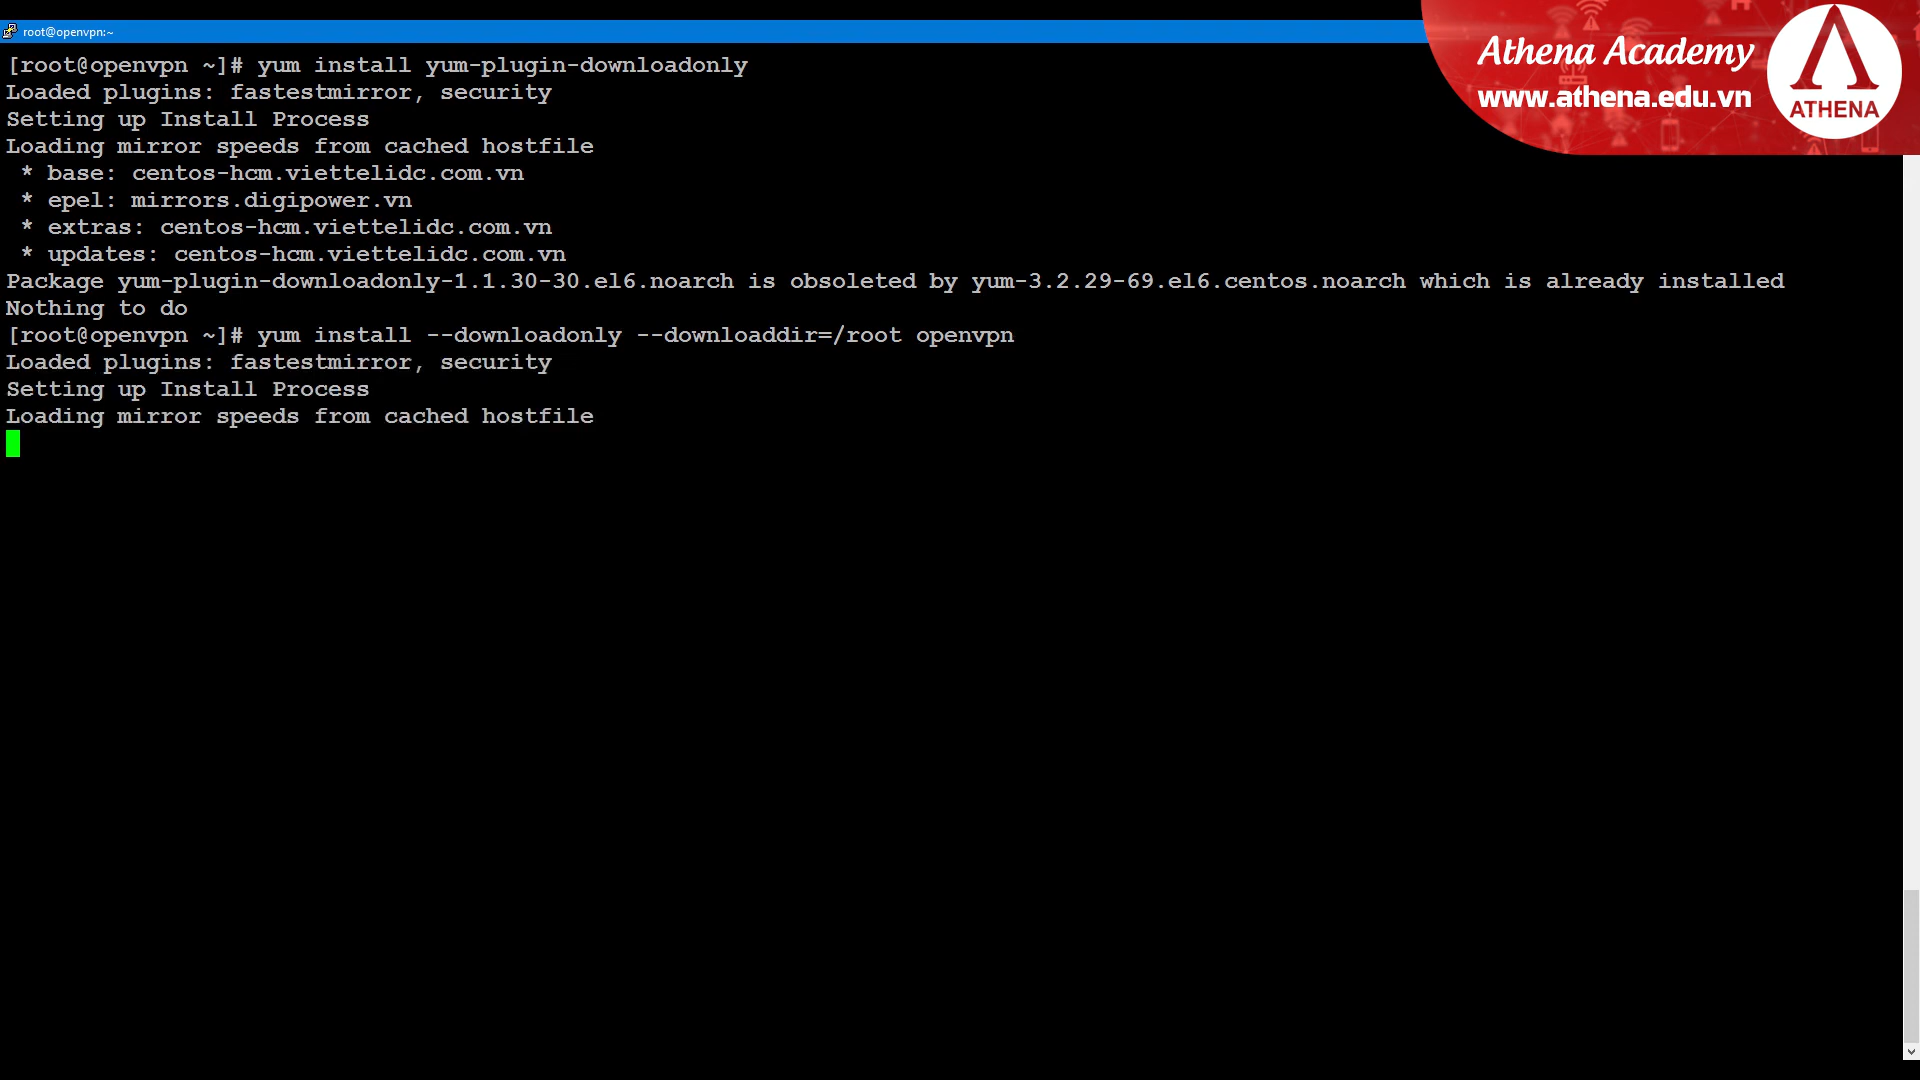 root@openvpn:~
Athena Academy
www.athena.edu.vn
ATHENA
[root@openvpn ~]# yum install yum-plugin-downloadonly
Loaded plugins: fastestmirror, security
Setting up Install Process
Loading mirror speeds from cached hostfile
 * base: centos-hcm.viettelidc.com.vn
 * epel: mirrors.digipower.vn
 * extras: centos-hcm.viettelidc.com.vn
 * updates: centos-hcm.viettelidc.com.vn
Package yum-plugin-downloadonly-1.1.30-30.el6.noarch is obsoleted by yum-3.2.29-69.el6.centos.noarch which is already installed
Nothing to do
[root@openvpn ~]# yum install --downloadonly --downloaddir=/root openvpn
Loaded plugins: fastestmirror, security
Setting up Install Process
Loading mirror speeds from cached hostfile